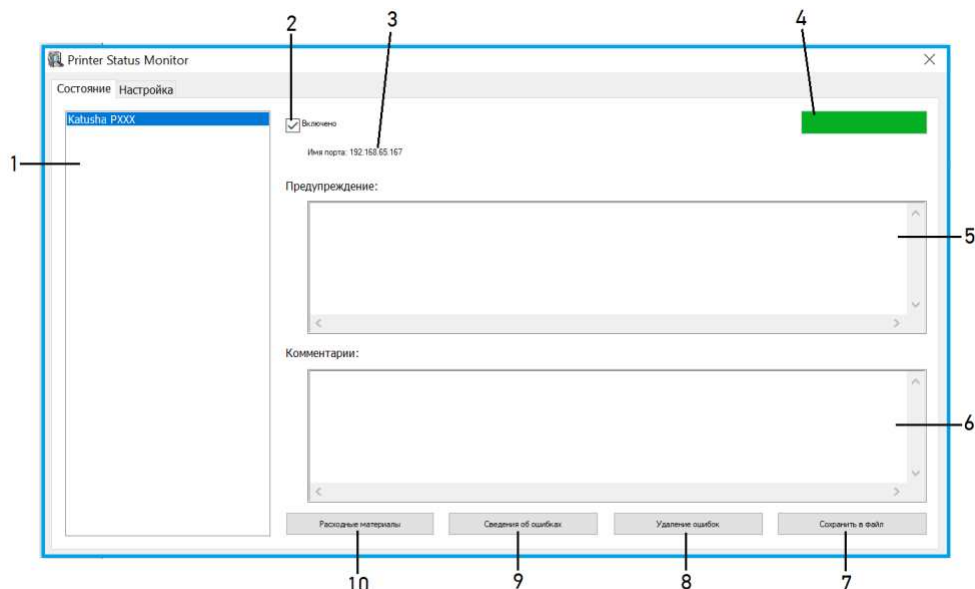 2
3
4
Printer Status Monitor
Состояние Настройка
Katusha PXXX
Включено
1
Имя порта: 192.168.65.167
Предупреждение:
5
Комментарии:
6
Расходные материалы
Сведения об ошибках
Удаление ошибок
Сохранить в файл
10
9
8
7